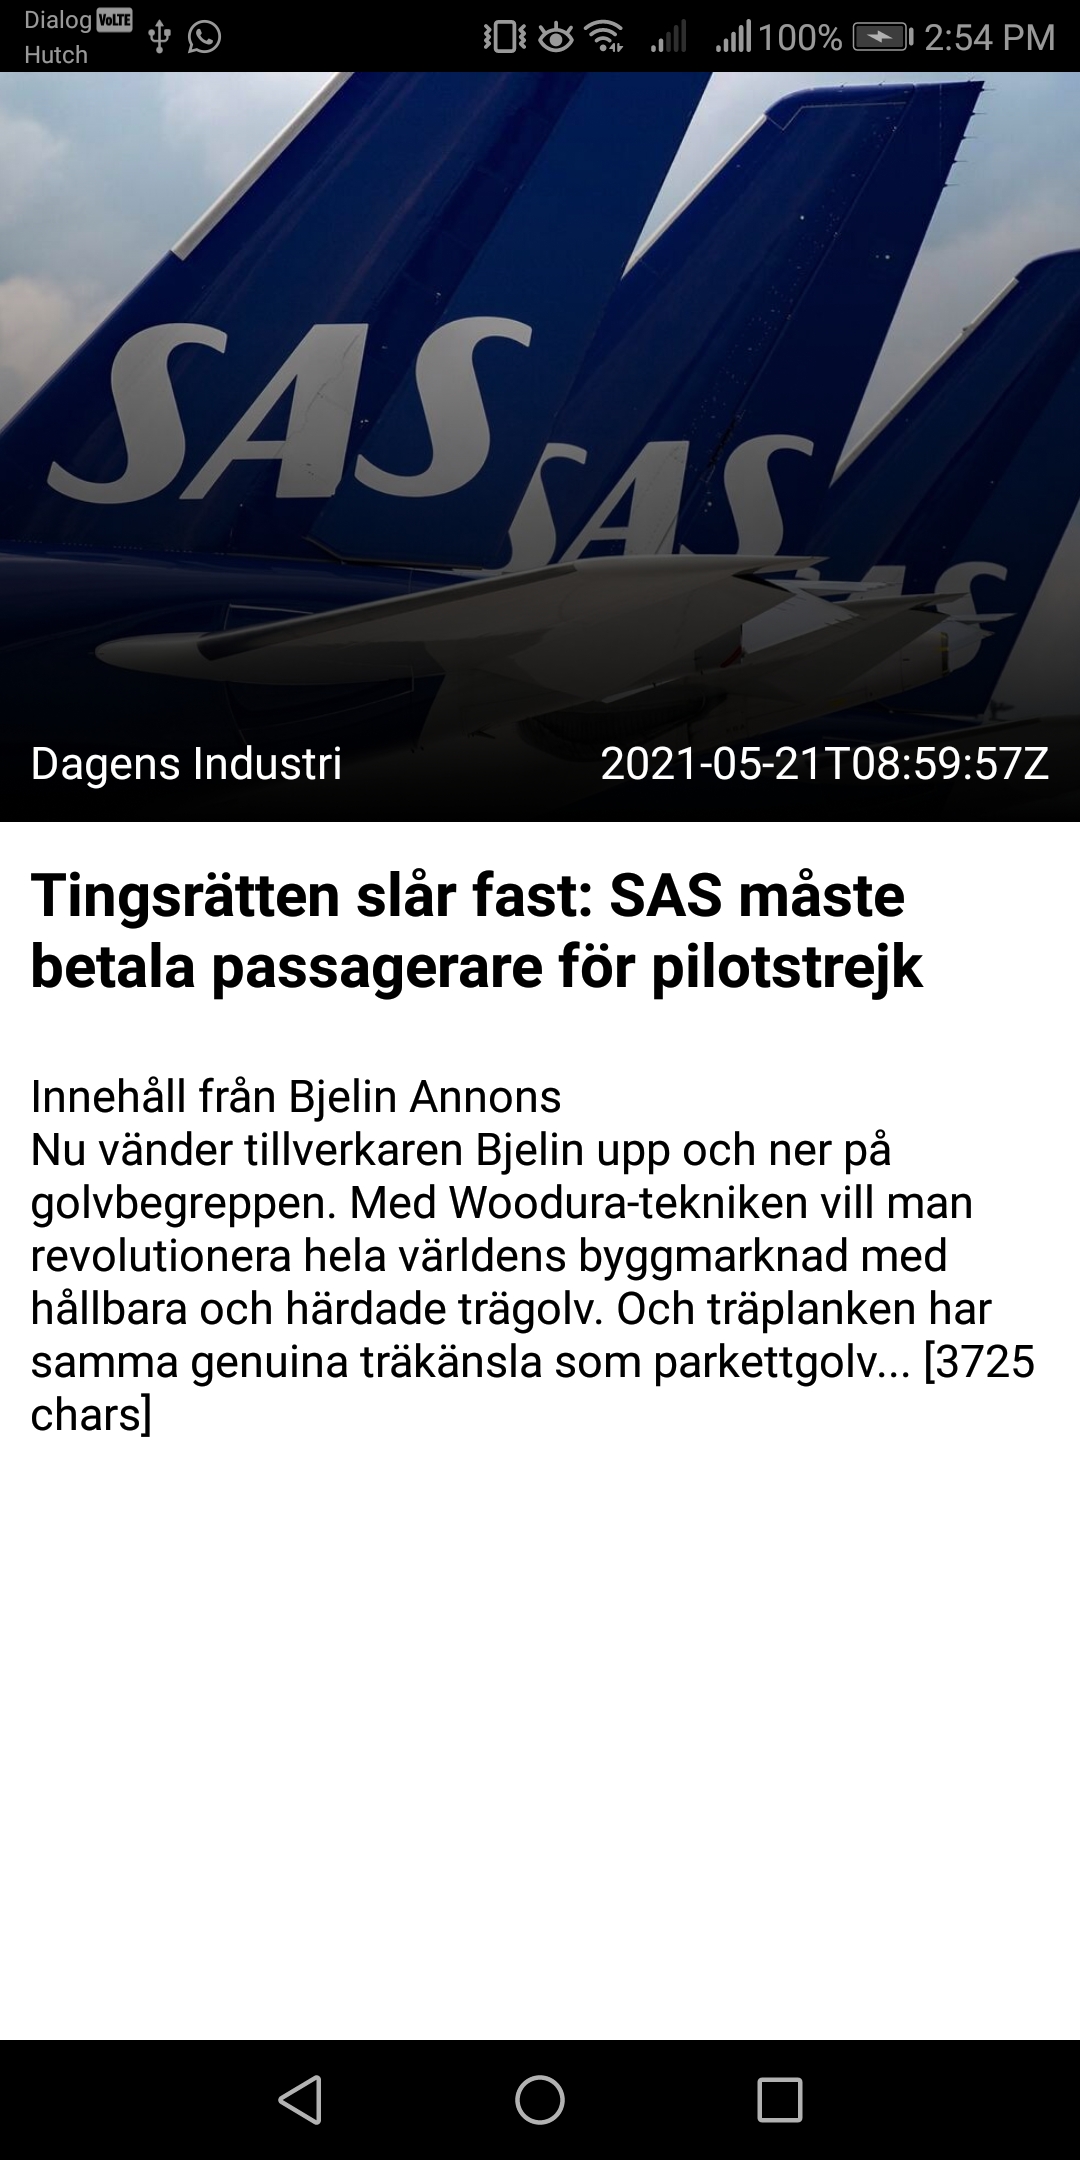 Dialog VoLTE
Hutch
100% 2:54 PM
SAS
SAS
AS
Dagens Industri
2021-05-21T08:59:57Z
Tingsrätten slår fast: SAS måste
betala passagerare för pilotstrejk
Innehåll från Bjelin Annons
Nu vänder tillverkaren Bjelin upp och ner på
golvbegreppen. Med Woodura-tekniken vill man
revolutionera hela världens byggmarknad med
hållbara och härdade trägolv. Och träplanken har
samma genuina träkänsla som parkettgolv... [3725
chars]